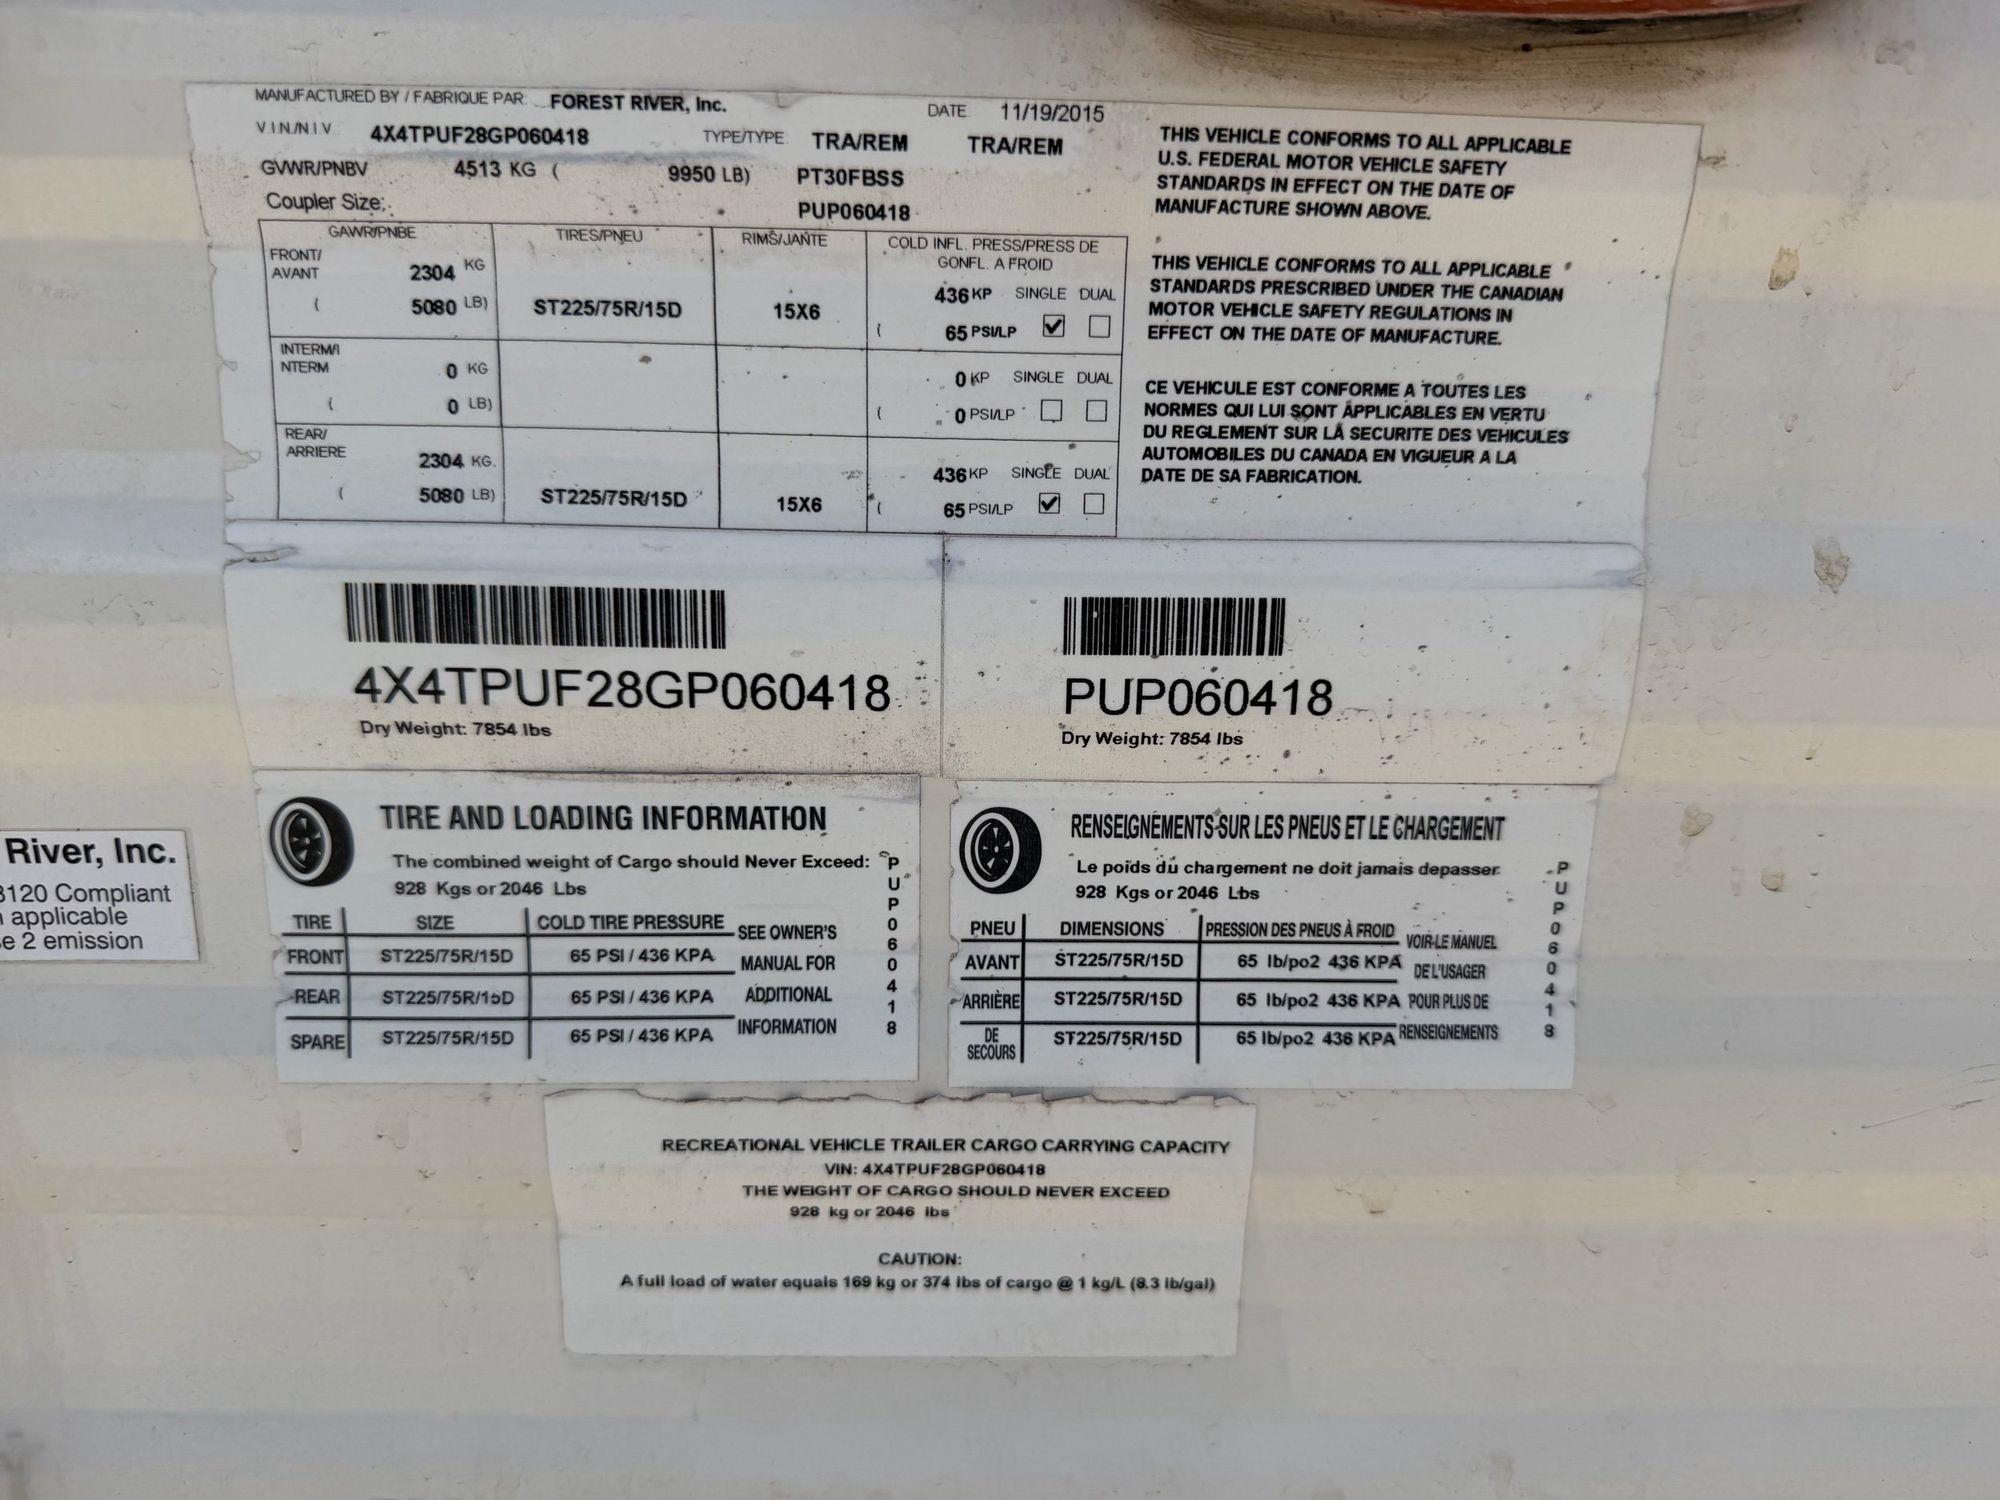 MANUFACTURED BY / FABRIQUE PAR: FOREST RIVER, Inc. DATE 11/19/2015
V I N./N I V 4X4TPUF28GP060418 TYPE/TYPE TRA/REM TRA/REM
GVWR/PNBV 4513 KG ( 9950 LB) PT30FBSS
Coupler Size: PUP060418
GAWR/PNBE TIRES/PNEU RIMS/JANTE COLD INFL. PRESS/PRESS DE
GONFL. A FROID
FRONT/
AVANT 2304 KG 436 KP SINGLE DUAL
( 5080 LB) ST225/75R/15D 15X6 ( 65 PSI/LP
INTERM/I
NTERM 0 KG 0 KP SINGLE DUAL
( 0 LB) ( 0 PSI/LP
REAR/
ARRIERE 2304 KG. 436 KP SINGLE DUAL
( 5080 LB) ST225/75R/15D 15X6 ( 65 PSI/LP
THIS VEHICLE CONFORMS TO ALL APPLICABLE
U.S. FEDERAL MOTOR VEHICLE SAFETY
STANDARDS IN EFFECT ON THE DATE OF
MANUFACTURE SHOWN ABOVE.
THIS VEHICLE CONFORMS TO ALL APPLICABLE
STANDARDS PRESCRIBED UNDER THE CANADIAN
MOTOR VEHICLE SAFETY REGULATIONS IN
EFFECT ON THE DATE OF MANUFACTURE.
CE VEHICULE EST CONFORME A TOUTES LES
NORMES QUI LUI SONT APPLICABLES EN VERTU
DU REGLEMENT SUR LA SECURITE DES VEHICULES
AUTOMOBILES DU CANADA EN VIGUEUR A LA
DATE DE SA FABRICATION.
4X4TPUF28GP060418
Dry Weight: 7854 lbs
PUP060418
Dry Weight: 7854 lbs
River, Inc.
3120 Compliant
applicable
e 2 emission
TIRE AND LOADING INFORMATION
The combined weight of Cargo should Never Exceed:
928 Kgs or 2046 Lbs
TIRE SIZE COLD TIRE PRESSURE
FRONT ST225/75R/15D 65 PSI / 436 KPA
REAR ST225/75R/15D 65 PSI / 436 KPA
SPARE ST225/75R/15D 65 PSI / 436 KPA
SEE OWNER'S
MANUAL FOR
ADDITIONAL
INFORMATION
PUP060418
RENSEIGNEMENTS SUR LES PNEUS ET LE CHARGEMENT
Le poids du chargement ne doit jamais depasser
928 Kgs or 2046 Lbs
PNEU DIMENSIONS PRESSION DES PNEUS À FROID
AVANT ST225/75R/15D 65 lb/po2 436 KPA
ARRIÈRE ST225/75R/15D 65 lb/po2 436 KPA
DE
SECOURS ST225/75R/15D 65 lb/po2 436 KPA
VOIR LE MANUEL
DE L'USAGER
POUR PLUS DE
RENSEIGNEMENTS
PUP060418
RECREATIONAL VEHICLE TRAILER CARGO CARRYING CAPACITY
VIN: 4X4TPUF28GP060418
THE WEIGHT OF CARGO SHOULD NEVER EXCEED
928 kg or 2046 lbs
CAUTION:
A full load of water equals 169 kg or 374 lbs of cargo @ 1 kg/L (8.3 lb/gal)